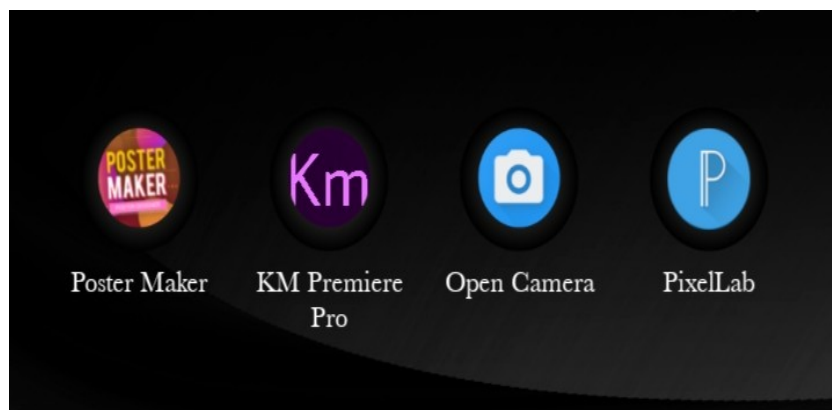 POSTER
MAKER
Km
P
Poster Maker
KM Premiere
Pro
Open Camera
PixelLab